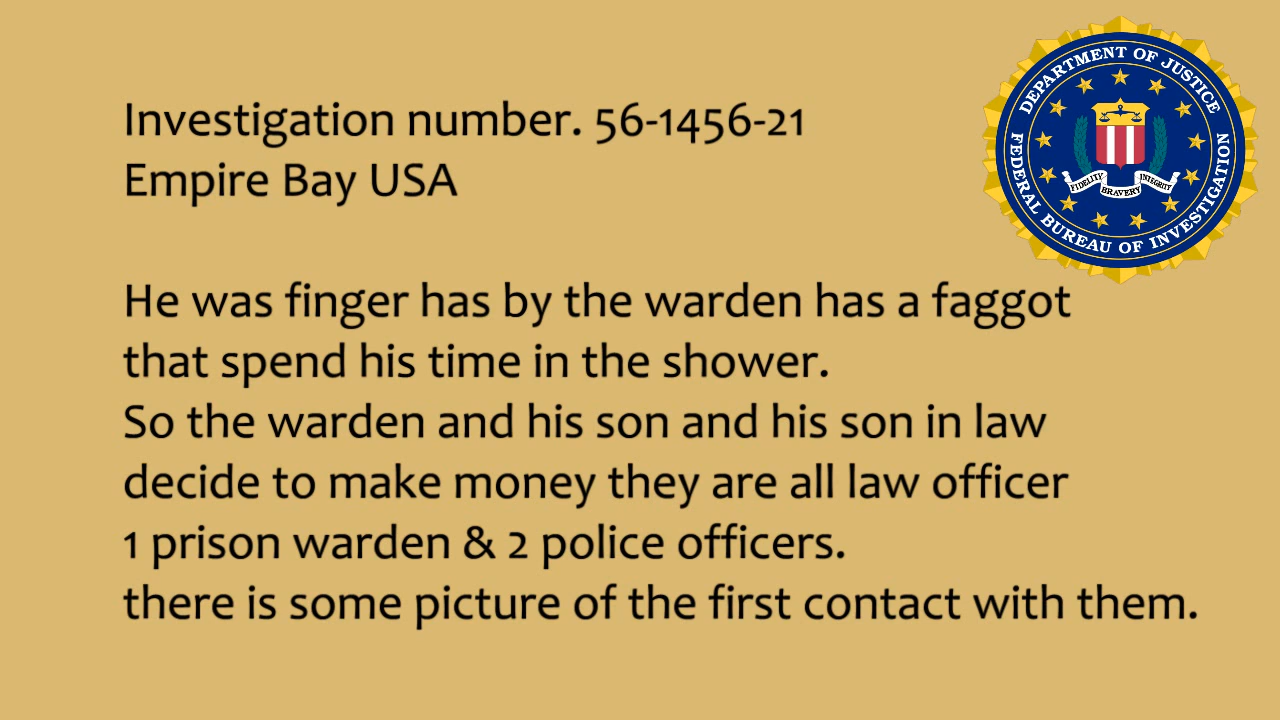 Investigation number. 56-1456-21
Empire Bay USA
DEPARTMENT OF JUSTICE
FEDERAL BUREAU OF INVESTIGATION
FIDELITY BRAVERY INTEGRITY
He was finger has by the warden has a faggot
that spend his time in the shower.
So the warden and his son and his son in law
decide to make money they are all law officer
1 prison warden & 2 police officers.
there is some picture of the first contact with them.